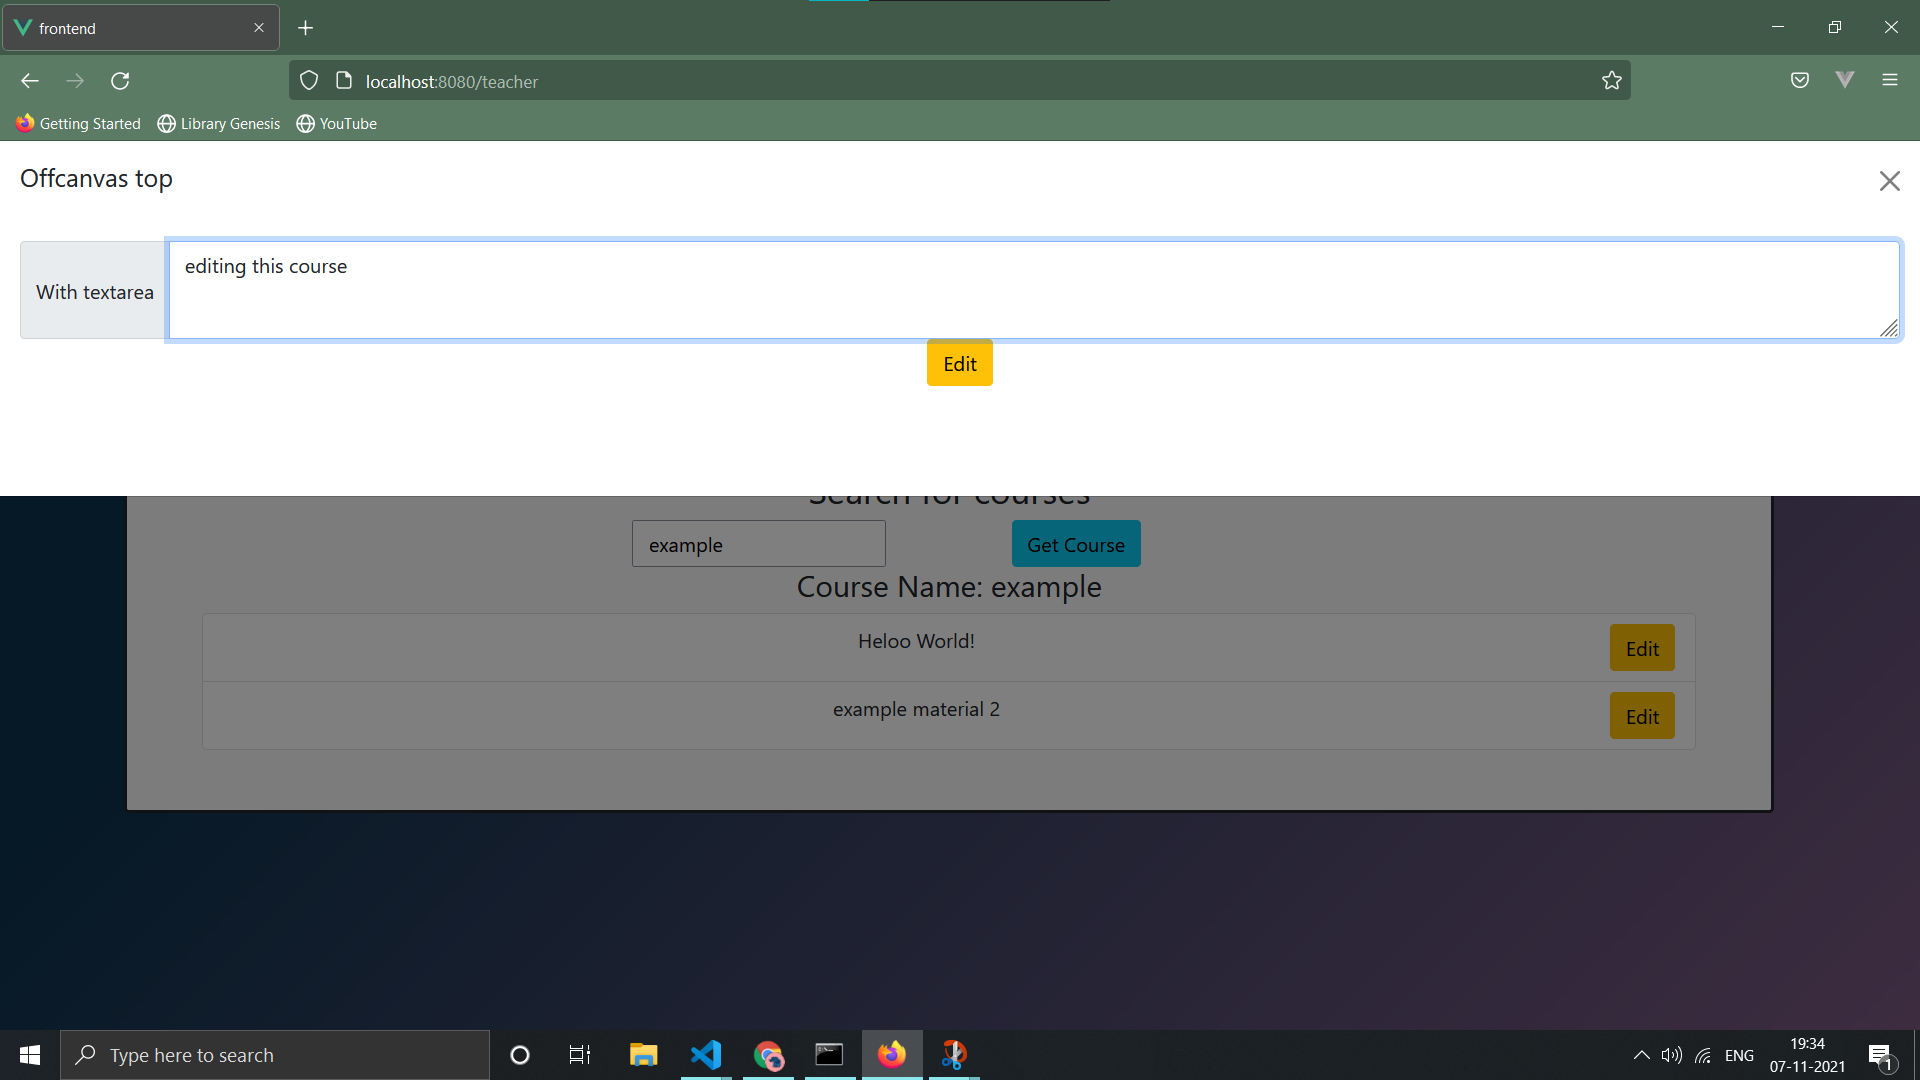 frontend
localhost:8080/teacher
Getting Started
Library Genesis
YouTube
Offcanvas top
With textarea
editing this course
Edit
Search for courses
example
Get Course
Course Name: example
Heloo World!
Edit
example material 2
Edit
Type here to search
ENG
19:34
07-11-2021
1